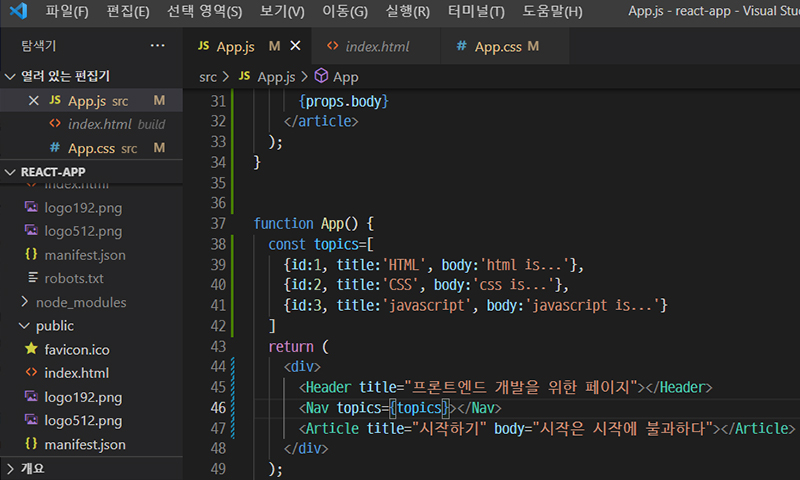 파일(F) 편집(E) 선택 영역(S) 보기(V) 이동(G) 실행(R) 터미널(T) 도움말(H) App.js - react-app - Visual Studio
탐색기 ···
JS App.js M ✕ <> index.html # App.css M
src > JS App.js > App
열려 있는 편집기
✕ JS App.js src M
<> index.html build
# App.css src M
REACT-APP
<> index.html
logo192.png
logo512.png
{} manifest.json
robots.txt
> node_modules
public
favicon.ico
<> index.html
logo192.png
logo512.png
{} manifest.json
> 개요
31 {props.body}
32 </article>
33 );
34 }
35
36
37 function App() {
38 const topics=[
39 {id:1, title:'HTML', body:'html is...'},
40 {id:2, title:'CSS', body:'css is...'},
41 {id:3, title:'javascript', body:'javascript is...'}
42 ]
43 return (
44 <div>
45 <Header title="프론트엔드 개발을 위한 페이지"></Header>
46 <Nav topics={topics}></Nav>
47 <Article title="시작하기" body="시작은 시작에 불과하다"></Article>
48 </div>
49 );